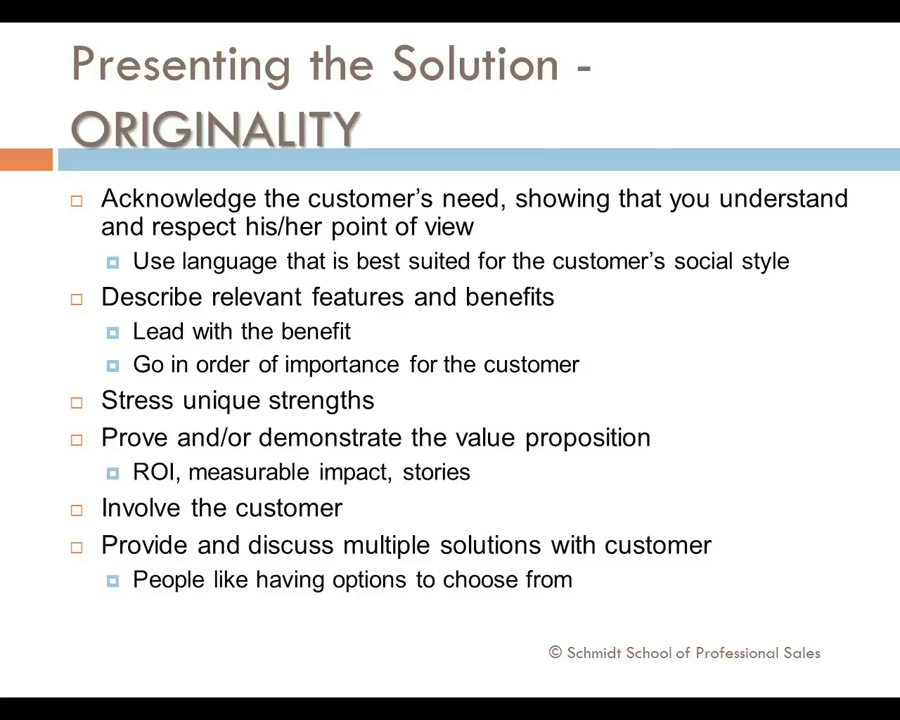 Presenting the Solution -
ORIGINALITY
Acknowledge the customer's need, showing that you understand
and respect his/her point of view
Use language that is best suited for the customer's social style
Describe relevant features and benefits
Lead with the benefit
Go in order of importance for the customer
Stress unique strengths
Prove and/or demonstrate the value proposition
ROI, measurable impact, stories
Involve the customer
Provide and discuss multiple solutions with customer
People like having options to choose from
© Schmidt School of Professional Sales